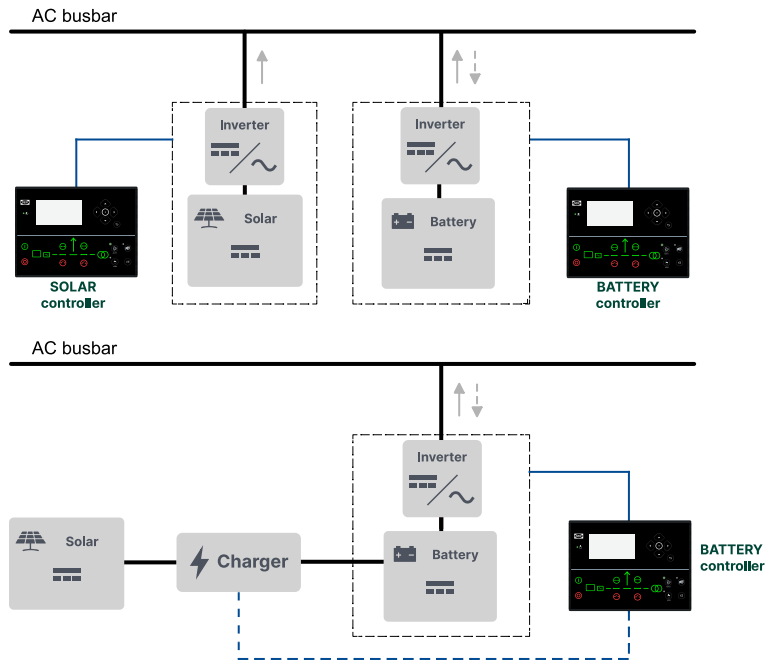 AC busbar
Inverter
Inverter
Solar
Battery
SOLAR
controller
BATTERY
controller
AC busbar
Inverter
Solar
Charger
Battery
BATTERY
controller